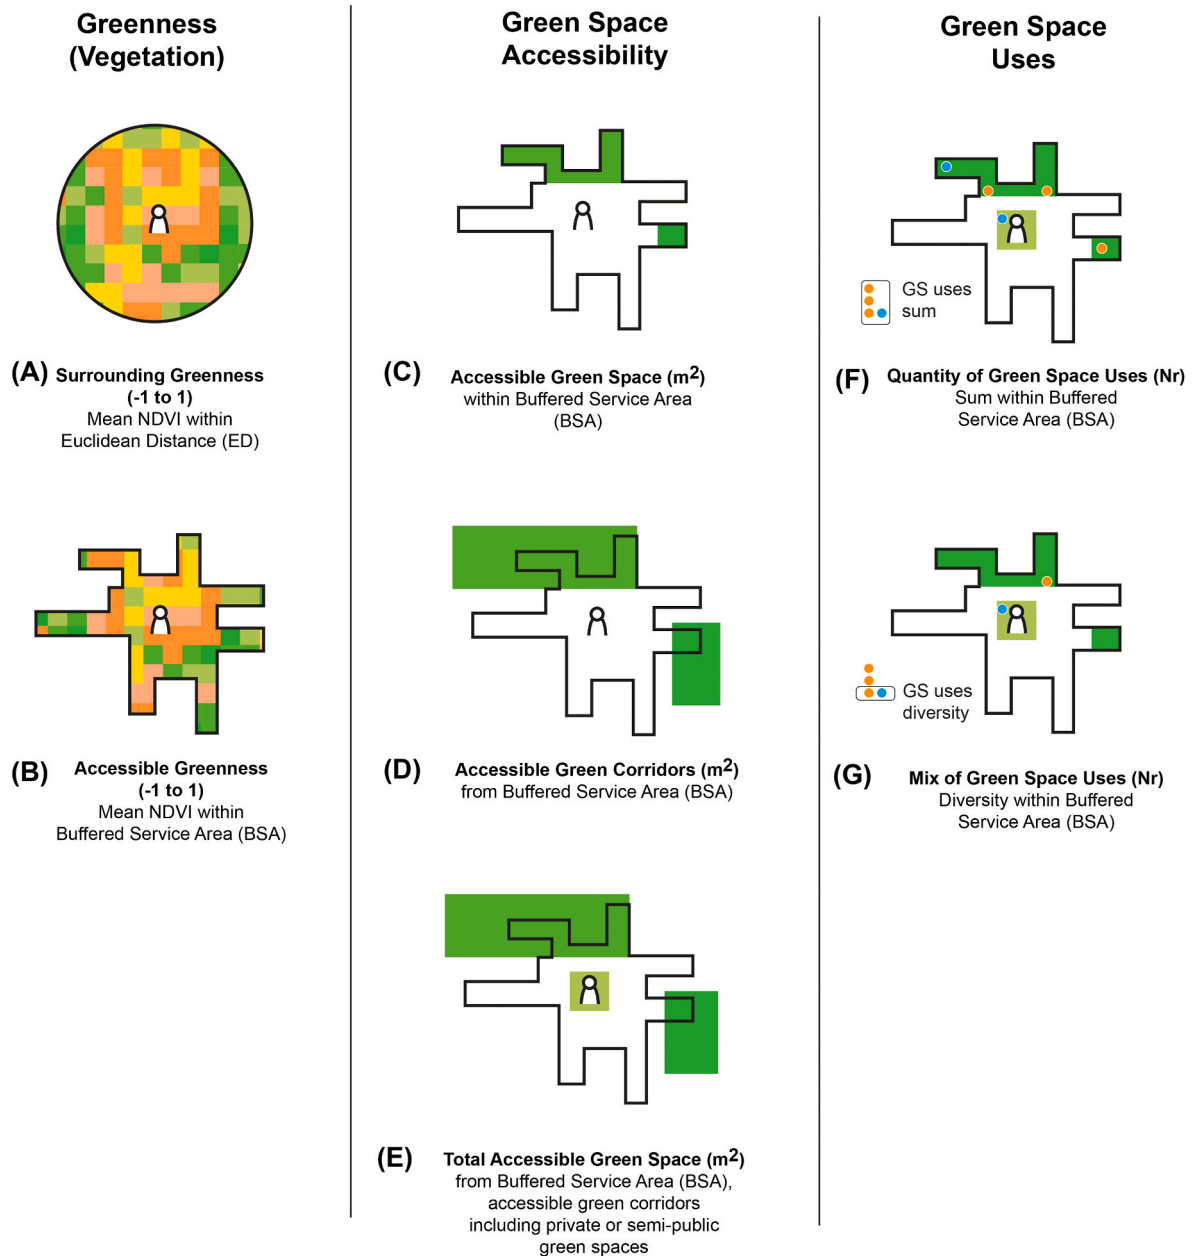 Greenness
(Vegetation)
(A) Surrounding Greenness
(-1 to 1)
Mean NDVI within
Euclidean Distance (ED)
(B) Accessible Greenness
(-1 to 1)
Mean NDVI within
Buffered Service Area (BSA)
Green Space
Accessibility
(C) Accessible Green Space (m²)
within Buffered Service Area
(BSA)
(D) Accessible Green Corridors (m²)
from Buffered Service Area (BSA)
(E) Total Accessible Green Space (m²)
from Buffered Service Area (BSA),
accessible green corridors
including private or semi-public
green spaces
Green Space
Uses
GS uses
sum
(F) Quantity of Green Space Uses (Nr)
Sum within Buffered
Service Area (BSA)
GS uses
diversity
(G) Mix of Green Space Uses (Nr)
Diversity within Buffered
Service Area (BSA)